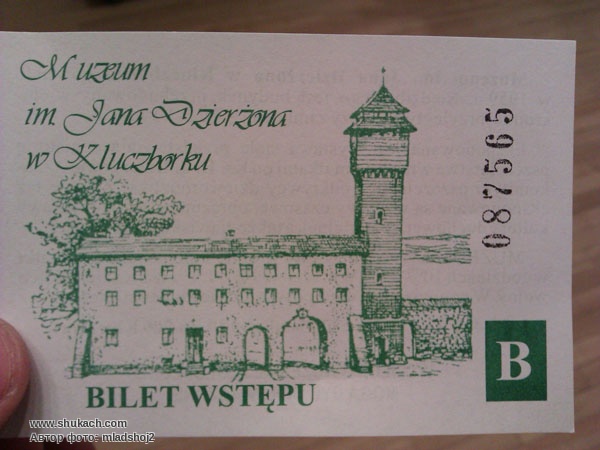 Muzeum
im. Jana Dzierżona
w Kluczborku
087565
BILET WSTĘPU
B
www.shukach.com
Автор фото: mladshoj2